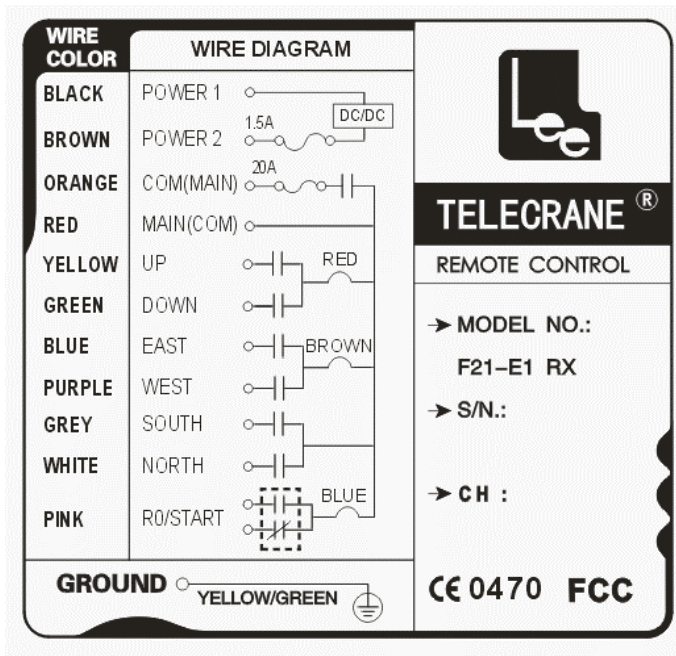 WIRE COLOR
WIRE DIAGRAM
BLACK POWER 1
DC/DC
BROWN POWER 2 1.5A
ORANGE COM(MAIN) 20A
RED MAIN(COM)
YELLOW UP RED
GREEN DOWN
BLUE EAST BROWN
PURPLE WEST
GREY SOUTH
WHITE NORTH
PINK R0/START BLUE
GROUND YELLOW/GREEN
Lee
TELECRANE ®
REMOTE CONTROL
→ MODEL NO.:
F21-E1 RX
→ S/N.:
→ CH :
CE 0470 FCC